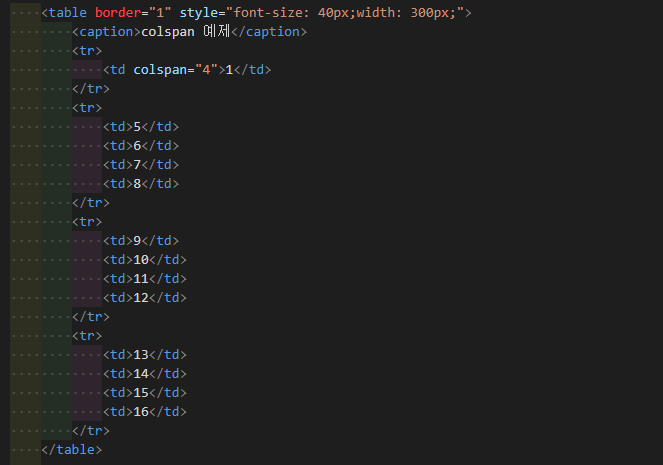 <table border="1" style="font-size: 40px;width: 300px;">
<caption>colspan 예제</caption>
<tr>
<td colspan="4">1</td>
</tr>
<tr>
<td>5</td>
<td>6</td>
<td>7</td>
<td>8</td>
</tr>
<tr>
<td>9</td>
<td>10</td>
<td>11</td>
<td>12</td>
</tr>
<tr>
<td>13</td>
<td>14</td>
<td>15</td>
<td>16</td>
</tr>
</table>